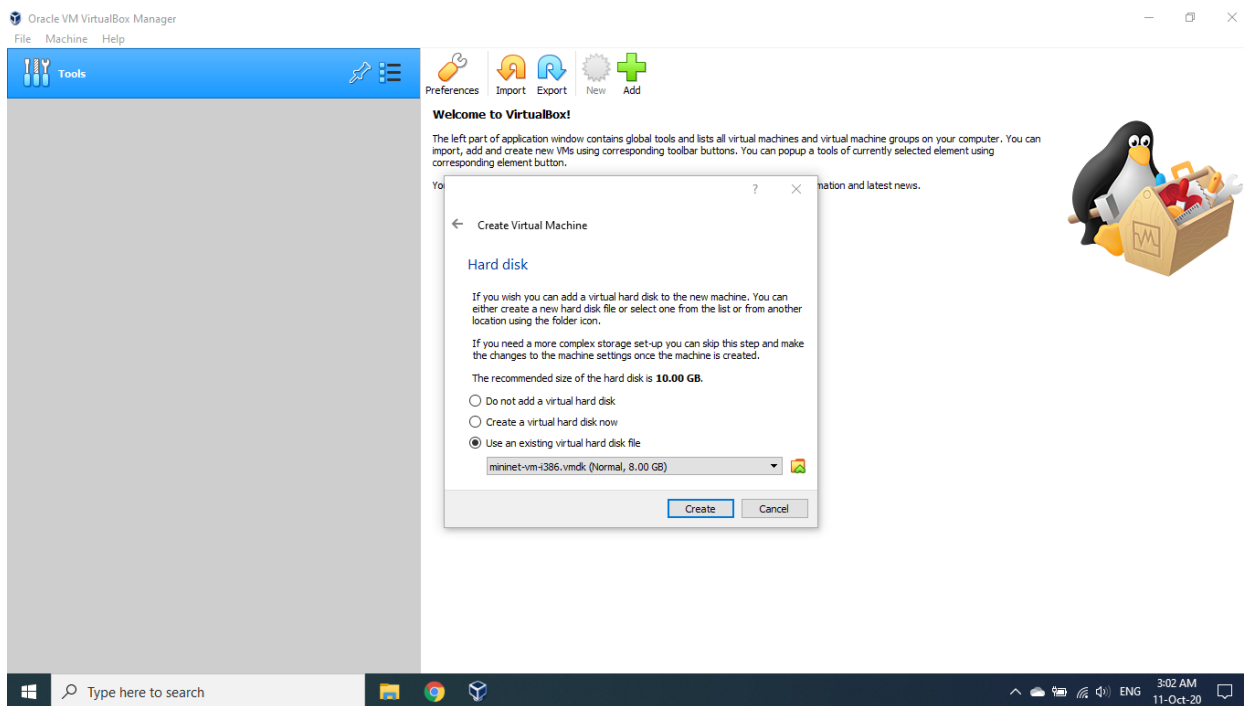 Oracle VM VirtualBox Manager
File Machine Help
Tools
Preferences Import Export New Add
Welcome to VirtualBox!
The left part of application window contains global tools and lists all virtual machines and virtual machine groups on your computer. You can
import, add and create new VMs using corresponding toolbar buttons. You can popup a tools of currently selected element using
corresponding element button.
Yo
mation and latest news.
?
Create Virtual Machine
Hard disk
If you wish you can add a virtual hard disk to the new machine. You can
either create a new hard disk file or select one from the list or from another
location using the folder icon.
If you need a more complex storage set-up you can skip this step and make
the changes to the machine settings once the machine is created.
The recommended size of the hard disk is 10.00 GB.
Do not add a virtual hard disk
Create a virtual hard disk now
Use an existing virtual hard disk file
mininet-vm-i386.vmdk (Normal, 8.00 GB)
Create Cancel
Type here to search
ENG
3:02 AM
11-Oct-20